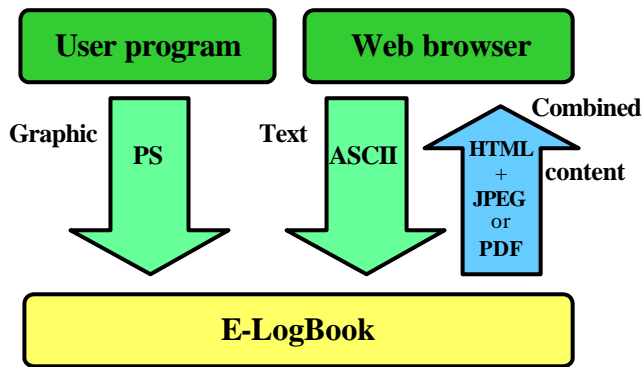 User program
Web browser
Graphic
PS
Text
ASCII
Combined
content
HTML
+
JPEG
or
PDF
E-LogBook